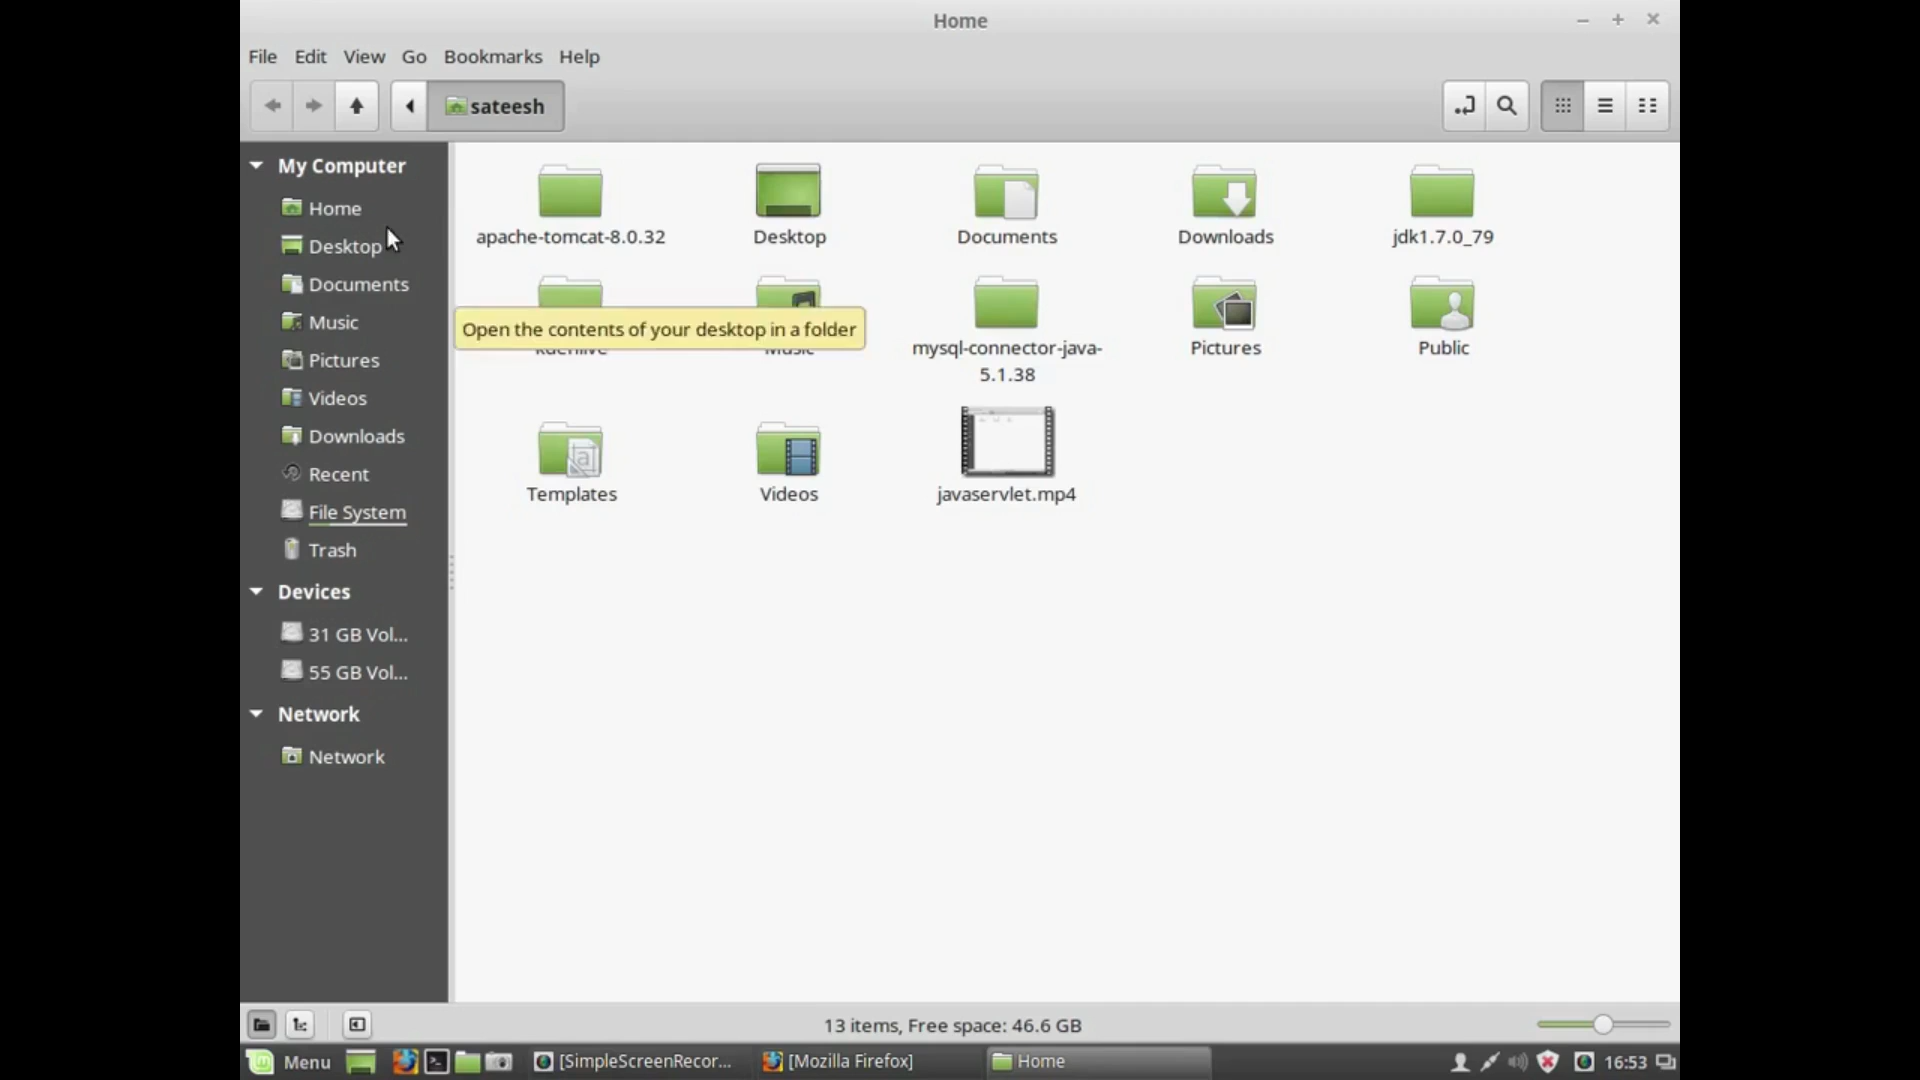 Home
File Edit View Go Bookmarks Help
sateesh
My Computer
Home
Desktop
Documents
Music
Pictures
Videos
Downloads
Recent
File System
Trash
Devices
31 GB Vol...
55 GB Vol...
Network
Network
apache-tomcat-8.0.32 Desktop Documents Downloads jdk1.7.0_79
Open the contents of your desktop in a folder
kdenlive Music mysql-connector-java- Pictures Public
5.1.38
Templates Videos javaservlet.mp4
13 items, Free space: 46.6 GB
Menu [SimpleScreenRecor... [Mozilla Firefox] Home 16:53